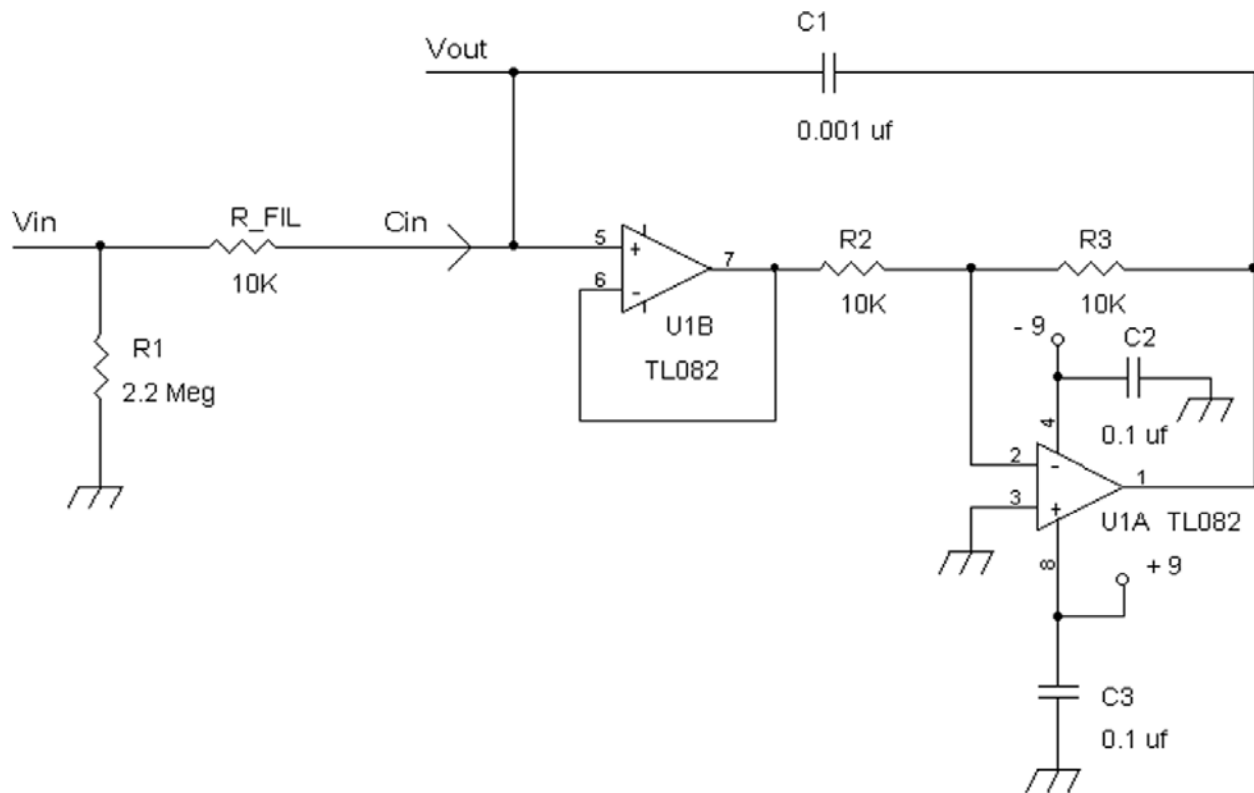 C1
Vout
0.001 uf
Vin
R_FIL
Cin
10K
5
+
6
-
7
U1B
TL082
R2
10K
R3
10K
R1
2.2 Meg
- 9
C2
0.1 uf
4
2
-
3
+
1
U1A TL082
8
+ 9
C3
0.1 uf